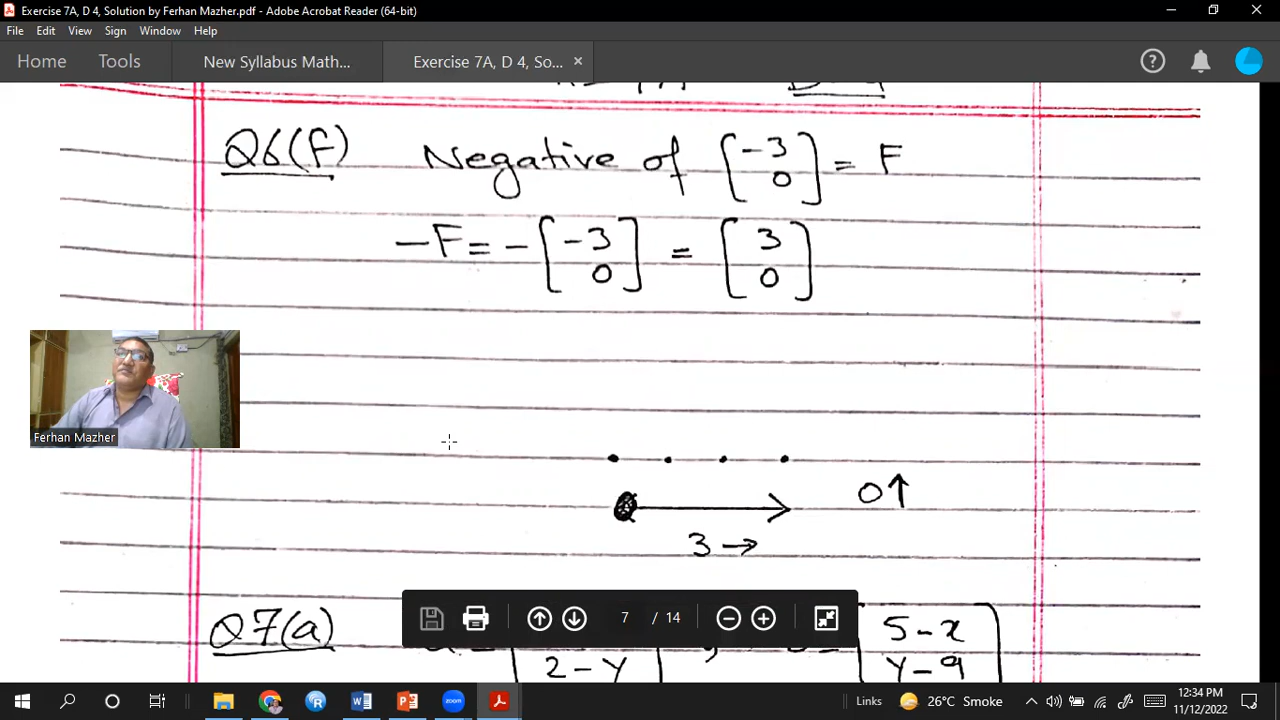 Exercise 7A, D 4, Solution by Ferhan Mazher.pdf - Adobe Acrobat Reader (64-bit)
File Edit View Sign Window Help
Home Tools New Syllabus Math... Exercise 7A, D 4, So... ×
Q6(F) Negative of [-3 0] = F
-F = -[-3 0] = [3 0]
0↑
3 →
Ferhan Mazher
7 / 14
Q7(a)
5-x
2-y
y-9
Links 26°C Smoke
12:34 PM
11/12/2022